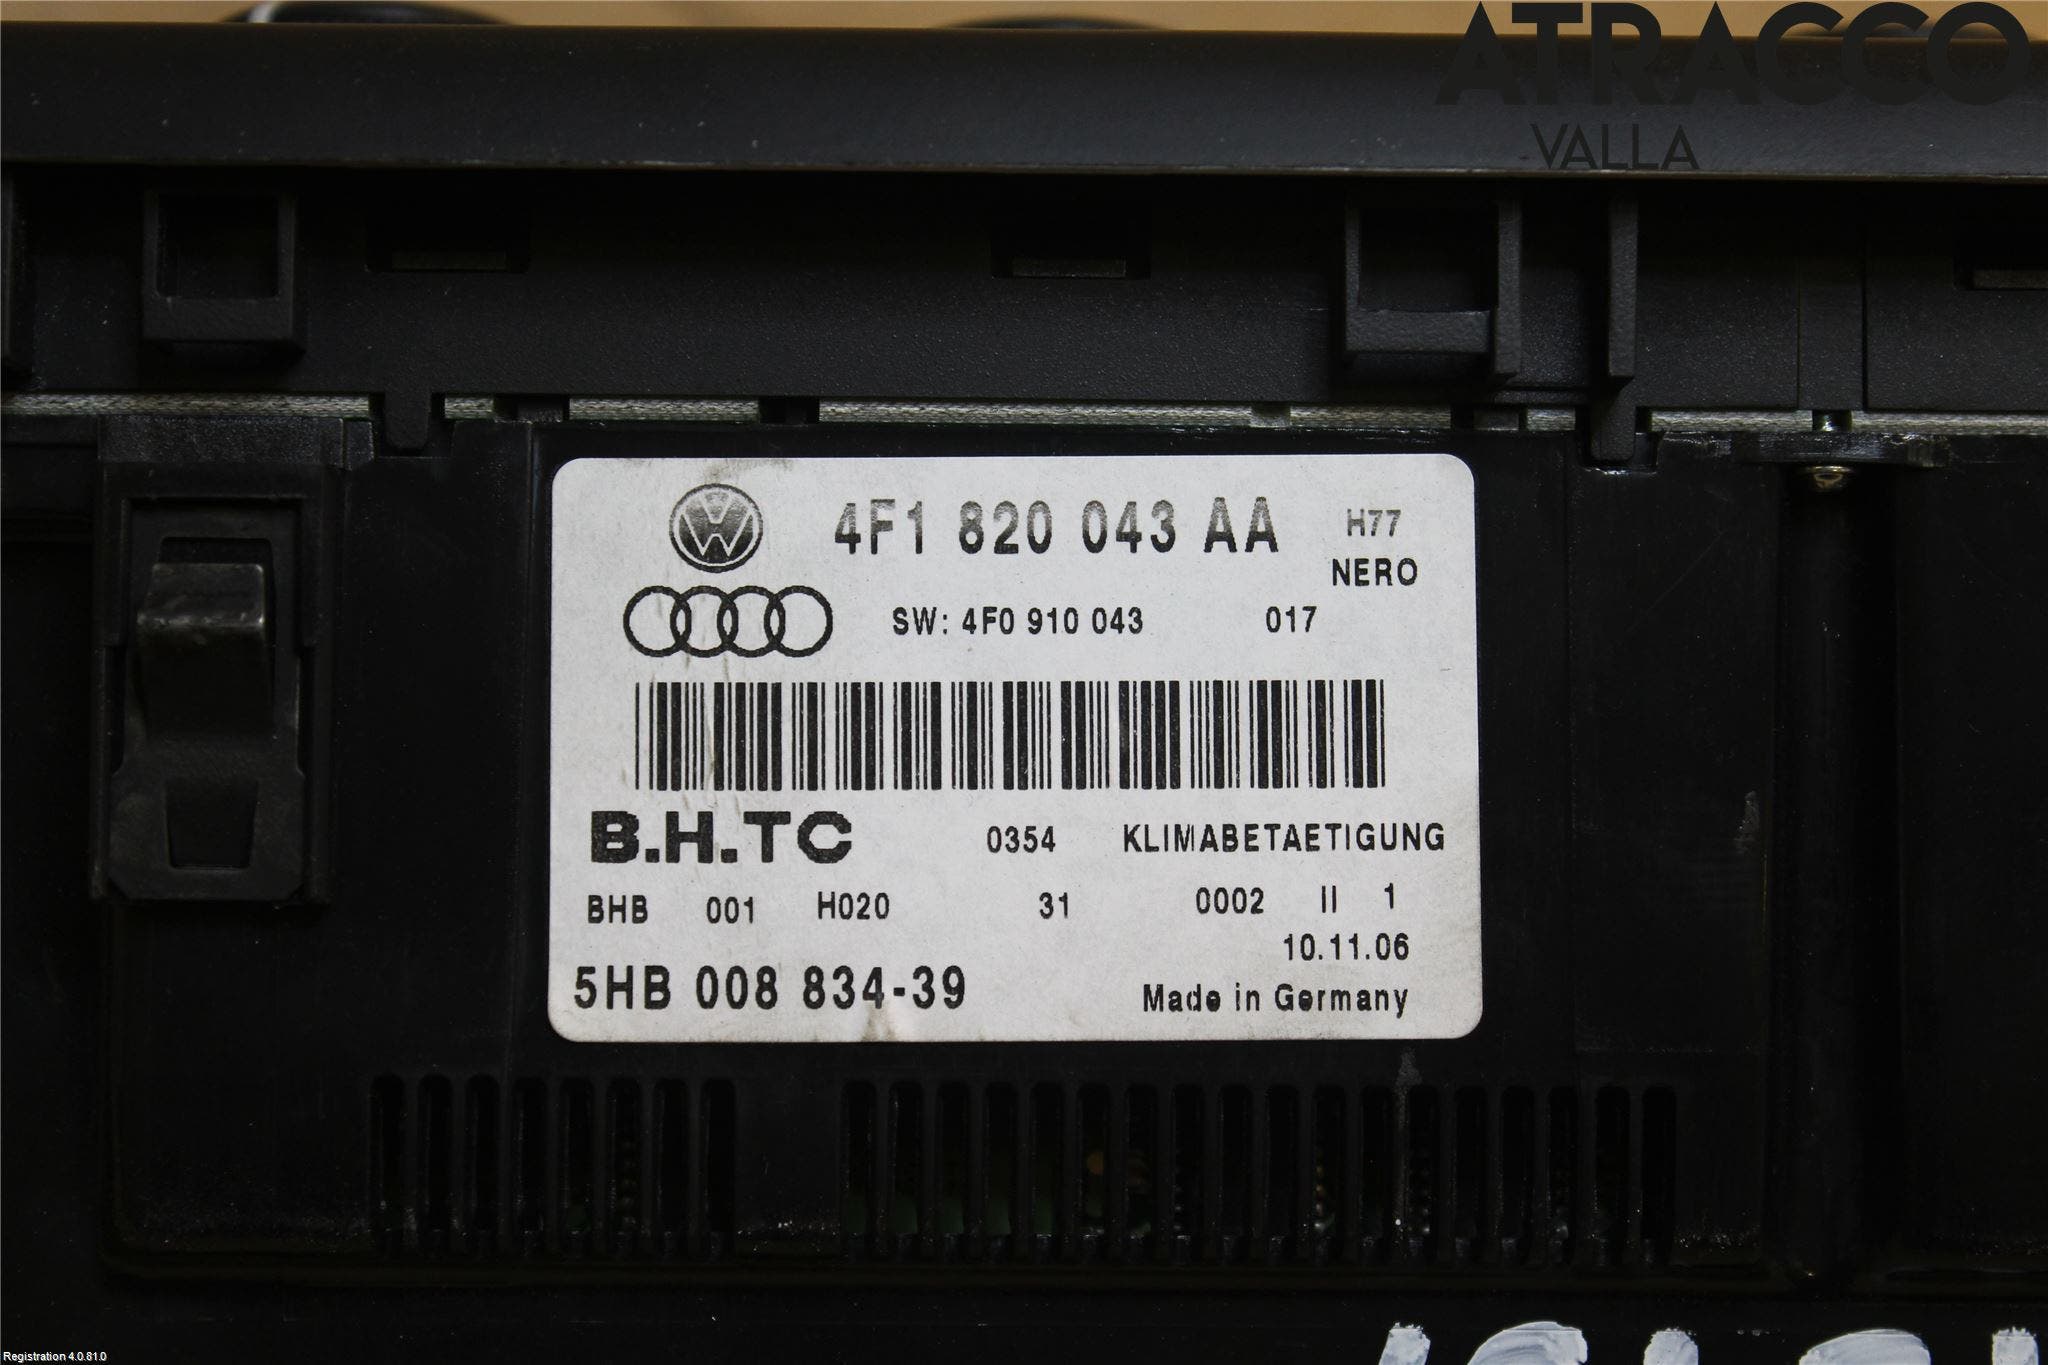 ATRACCO
VALLA
4F1 820 043 AA H77
NERO
SW: 4F0 910 043 017
B.H.TC 0354 KLIMABETAETIGUNG
BHB 001 H020 31 0002 II 1
10.11.06
5HB 008 834-39 Made in Germany
Registration 4.0.81.0